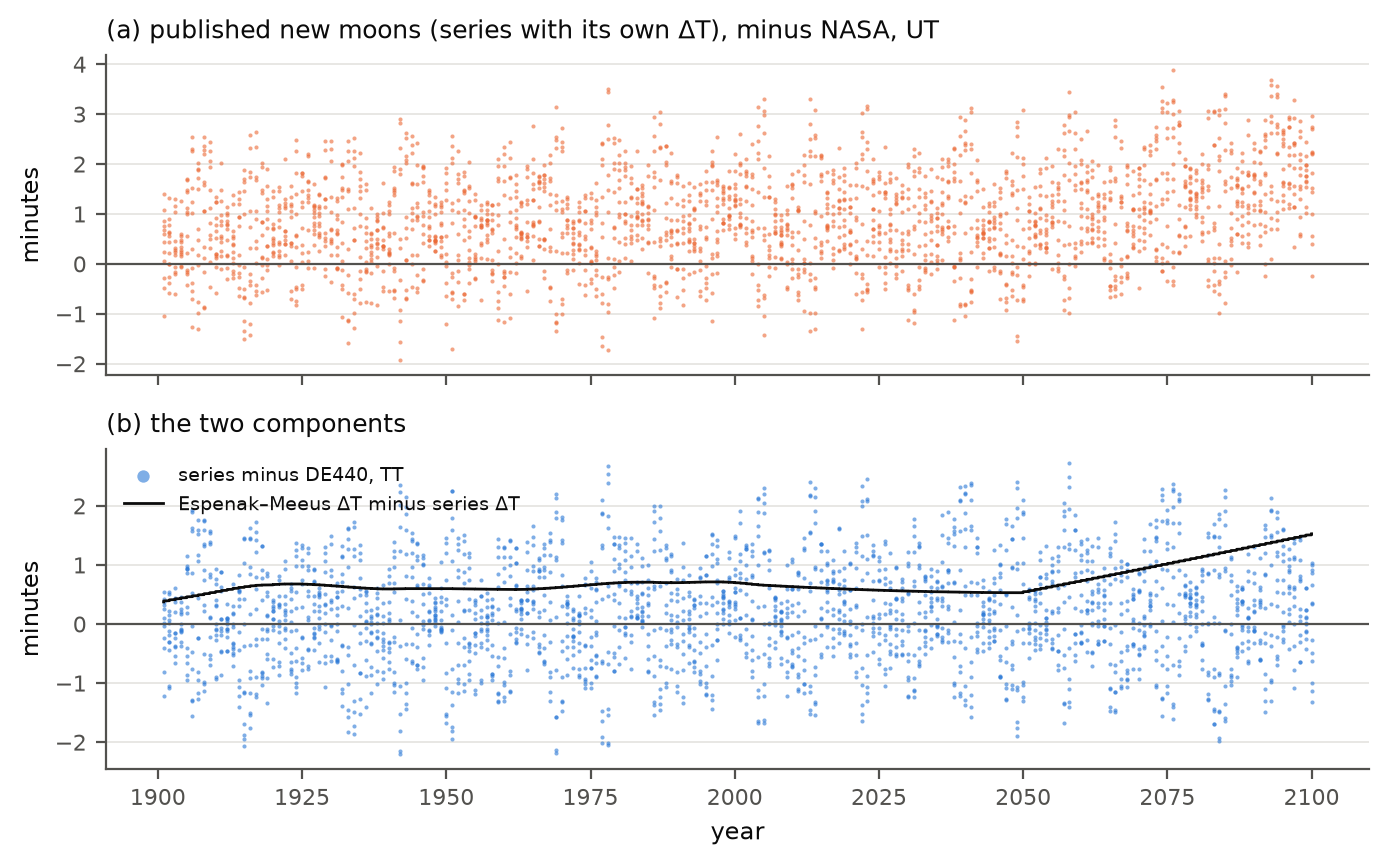 (a) published new moons (series with its own ΔT), minus NASA, UT
4
3
2
1
0
−1
−2
minutes
(b) the two components
series minus DE440, TT
Espenak–Meeus ΔT minus series ΔT
2
1
0
−1
−2
minutes
1900 1925 1950 1975 2000 2025 2050 2075 2100
year